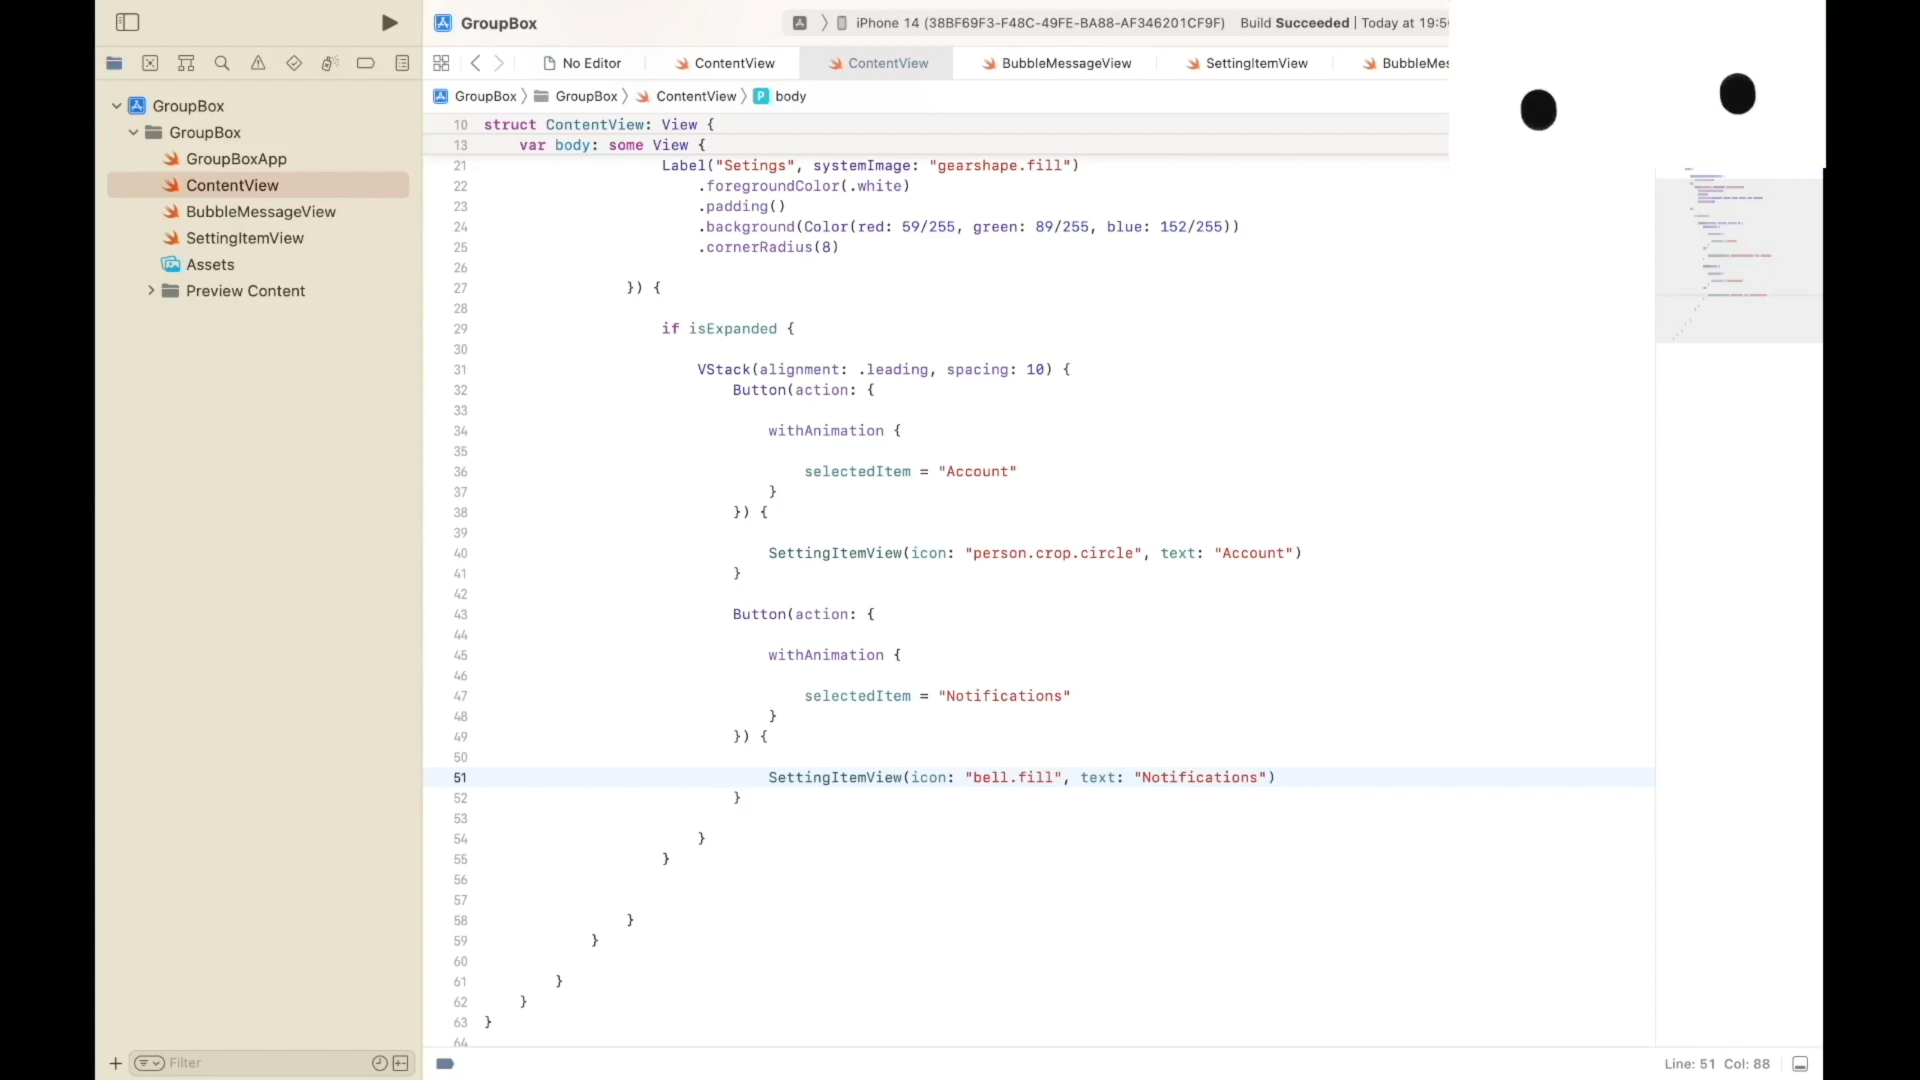 GroupBox
iPhone 14 (38BF69F3-F48C-49FE-BA88-AF346201CF9F) Build Succeeded | Today at 19:5
No Editor
ContentView
ContentView
BubbleMessageView
SettingItemView
BubbleMes
GroupBox
GroupBox
ContentView
body
GroupBox
GroupBox
GroupBoxApp
ContentView
BubbleMessageView
SettingItemView
Assets
Preview Content
10 struct ContentView: View {
13 var body: some View {
21 Label("Setings", systemImage: "gearshape.fill")
22 .foregroundColor(.white)
23 .padding()
24 .background(Color(red: 59/255, green: 89/255, blue: 152/255))
25 .cornerRadius(8)
26
27 }) {
28
29 if isExpanded {
30
31 VStack(alignment: .leading, spacing: 10) {
32 Button(action: {
33
34 withAnimation {
35
36 selectedItem = "Account"
37 }
38 }) {
39
40 SettingItemView(icon: "person.crop.circle", text: "Account")
41 }
42
43 Button(action: {
44
45 withAnimation {
46
47 selectedItem = "Notifications"
48 }
49 }) {
50
51 SettingItemView(icon: "bell.fill", text: "Notifications")
52 }
53
54 }
55 }
56
57
58 }
59 }
60
61 }
62 }
63 }
64
Filter
Line: 51 Col: 88